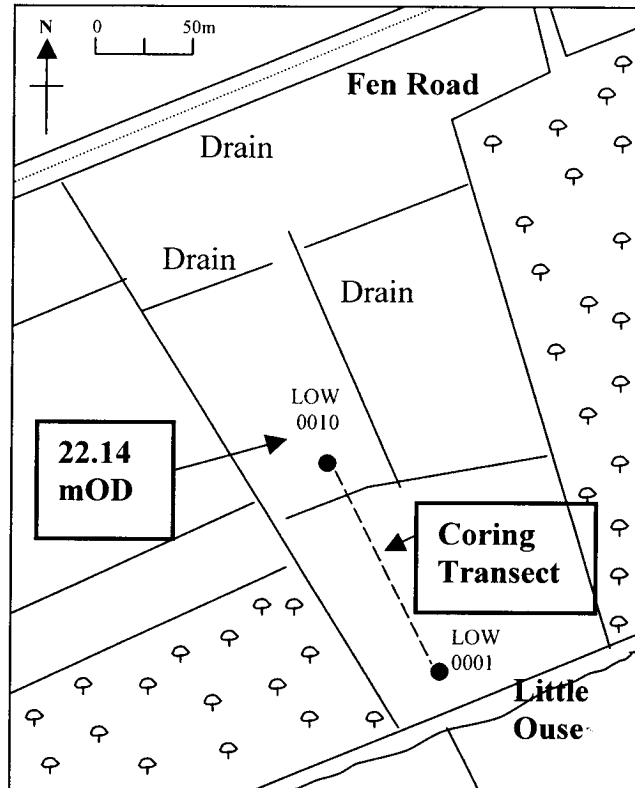 N
0 50m
Fen Road
Drain
Drain
Drain
LOW
0010
22.14
mOD
Coring
Transect
LOW
0001
Little
Ouse